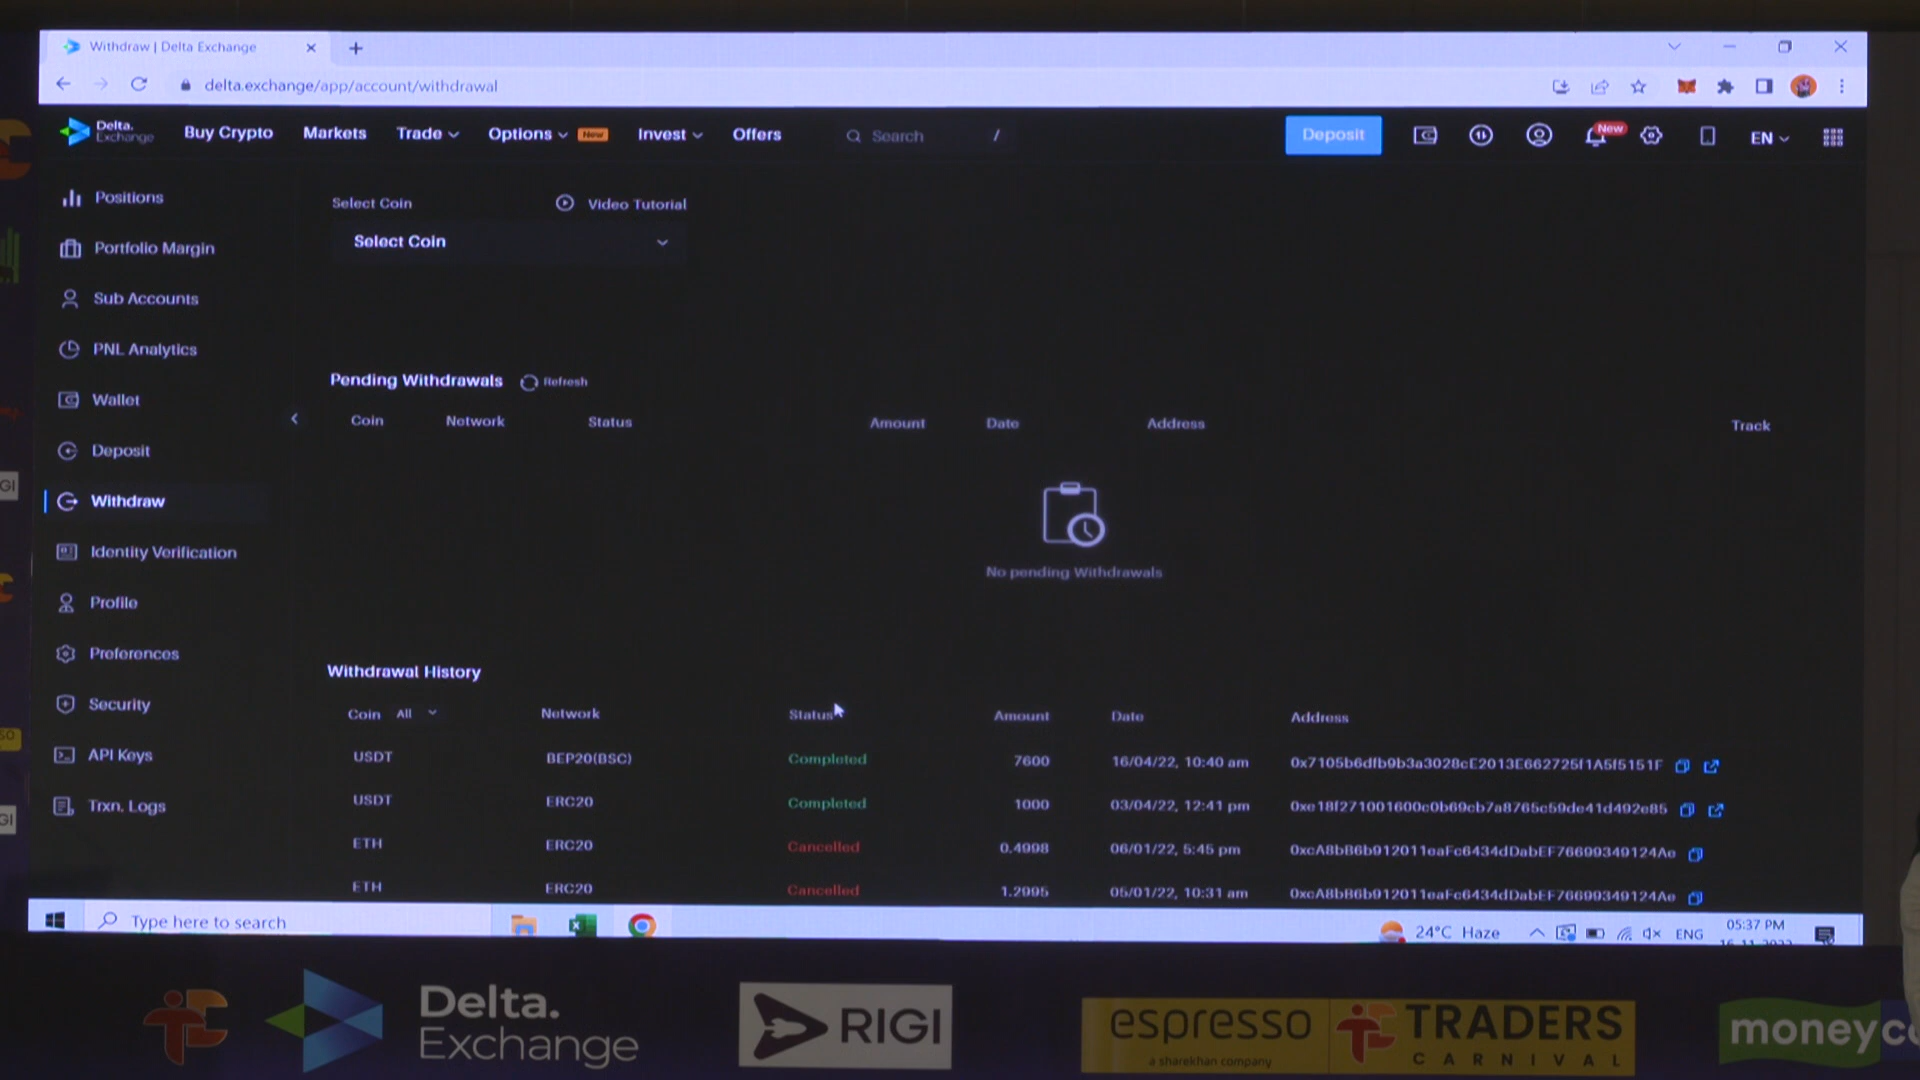 Withdraw | Delta Exchange
delta.exchange/app/account/withdrawal
Delta. Exchange Buy Crypto Markets Trade Options New Invest Offers Search / Deposit New EN
Positions
Portfolio Margin
Sub Accounts
PNL Analytics
Wallet
Deposit
Withdraw
Identity Verification
Profile
Preferences
Security
API Keys
Trxn. Logs
Select Coin Video Tutorial
Select Coin
Pending Withdrawals Refresh
Coin Network Status Amount Date Address Track
No pending Withdrawals
Withdrawal History
Coin All Network Status Amount Date Address
USDT BEP20(BSC) Completed 7600 16/04/22, 10:40 am
USDT ERC20 Completed 1000 03/04/22, 12:41 pm
ETH ERC20 Cancelled 0.4998 06/01/22, 5:45 pm
ETH ERC20 Cancelled 1.2995 05/01/22, 10:31 am
Type here to search 24°C Haze ENG 05:37 PM
Delta. Exchange
RIGI
espresso
a sharekhan company
TRADERS
CARNIVAL
moneyco
GI
GI